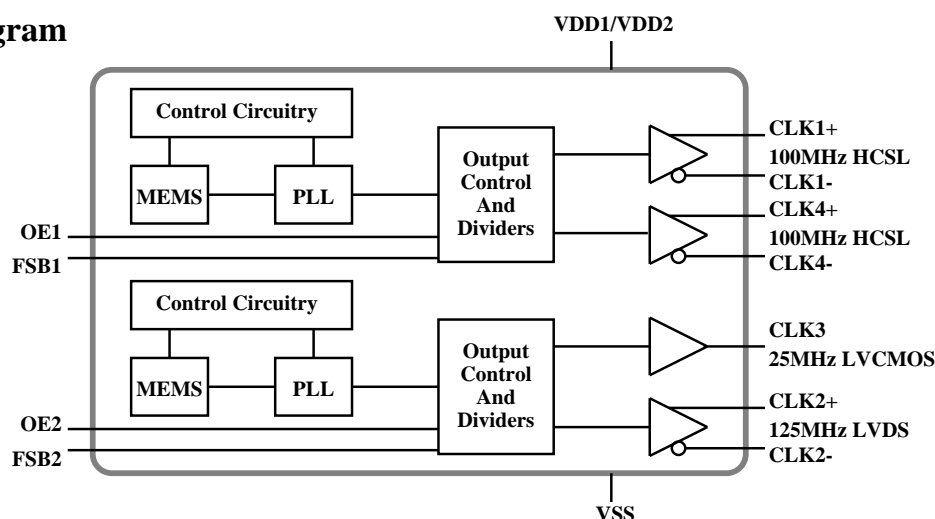 gram
VDD1/VDD2
Control Circuitry
MEMS
PLL
Output
Control
And
Dividers
OE1
FSB1
CLK1+
100MHz HCSL
CLK1-
CLK4+
100MHz HCSL
CLK4-
Control Circuitry
MEMS
PLL
Output
Control
And
Dividers
OE2
FSB2
CLK3
25MHz LVCMOS
CLK2+
125MHz LVDS
CLK2-
VSS